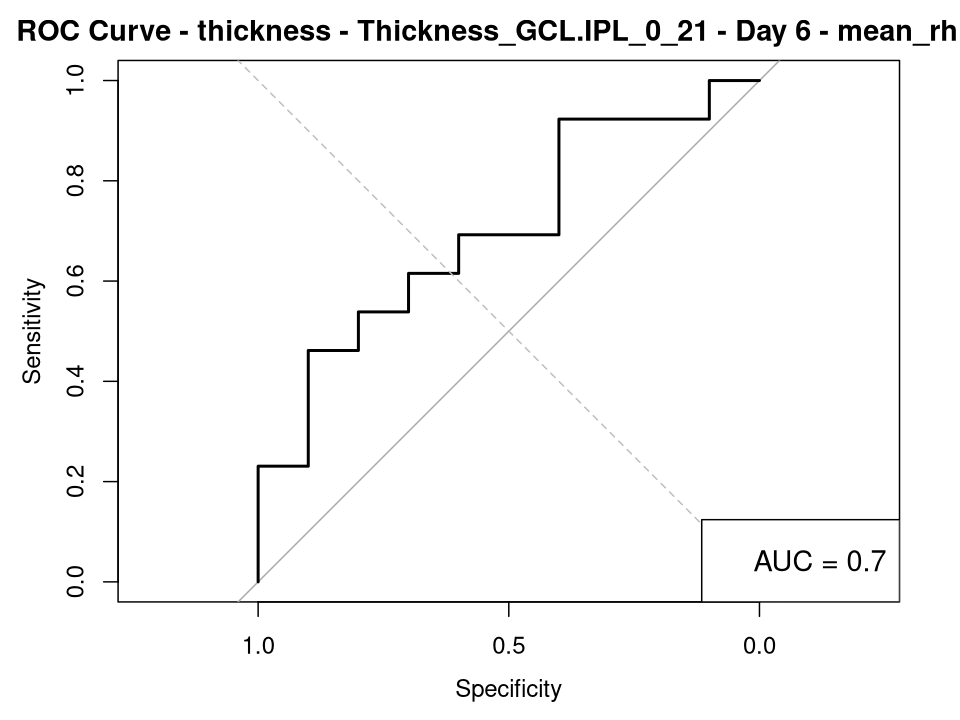 ROC Curve - thickness - Thickness_GCL.IPL_0_21 - Day 6 - mean_rh
1.0
0.8
0.6
0.4
0.2
0.0
Sensitivity
AUC = 0.7
1.0 0.5 0.0
Specificity